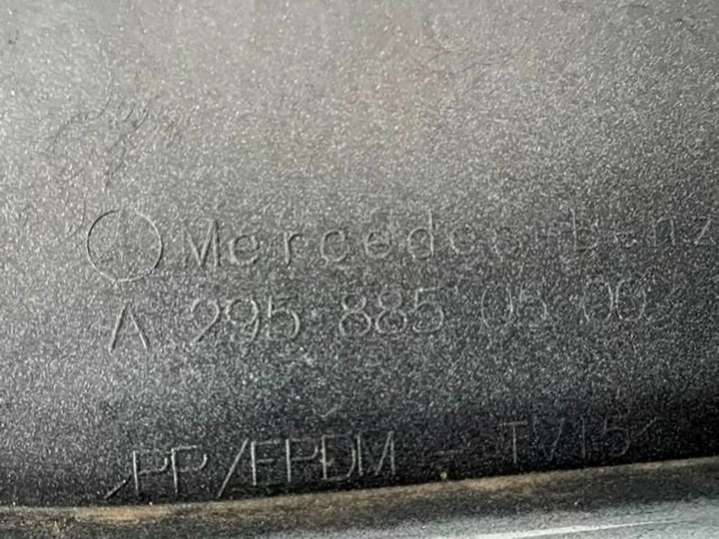 Mercedes-Benz
A 295 885 05 00
>PP/EPDM - TV15<